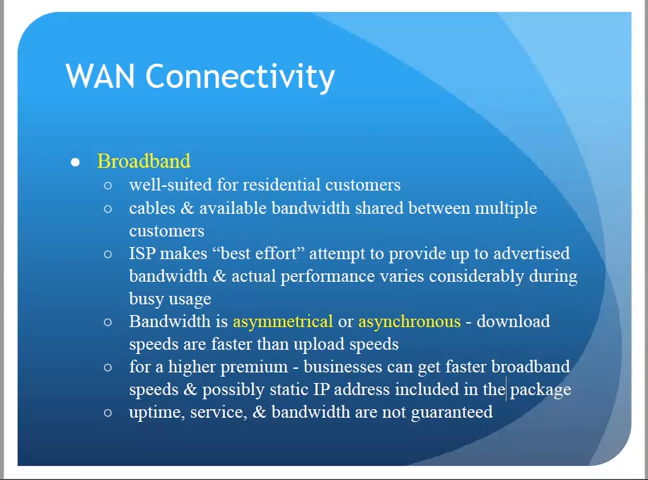 WAN Connectivity
● Broadband
○ well-suited for residential customers
○ cables & available bandwidth shared between multiple
customers
○ ISP makes “best effort” attempt to provide up to advertised
bandwidth & actual performance varies considerably during
busy usage
○ Bandwidth is asymmetrical or asynchronous - download
speeds are faster than upload speeds
○ for a higher premium - businesses can get faster broadband
speeds & possibly static IP address included in the package
○ uptime, service, & bandwidth are not guaranteed